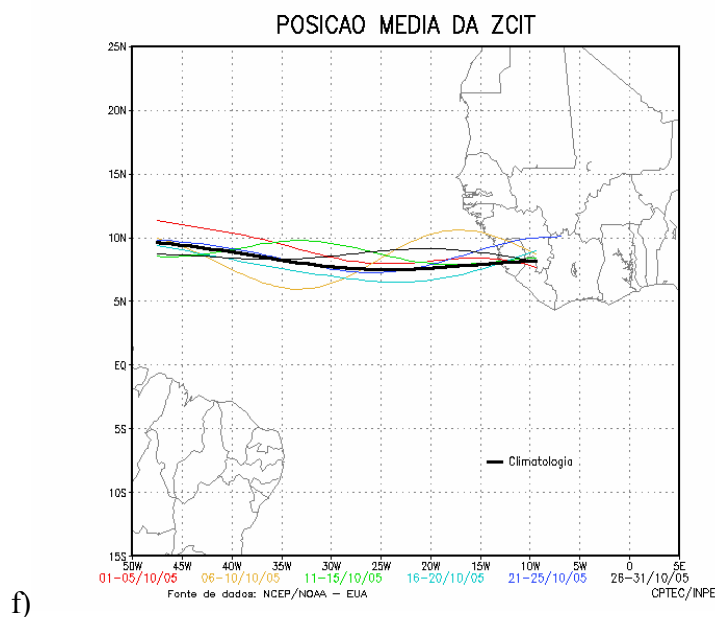 POSICAO MEDIA DA ZCIT
25N
20N
15N
10N
5N
EQ
5S
10S
15S
Climatologia
50W 45W 40W 35W 30W 25W 20W 15W 10W 5W 0 5E
01-05/10/05 06-10/10/05 11-15/10/05 16-20/10/05 21-25/10/05 26-31/10/05
Fonte de dados: NCEP/NOAA - EUA CPTEC/INPE
f)